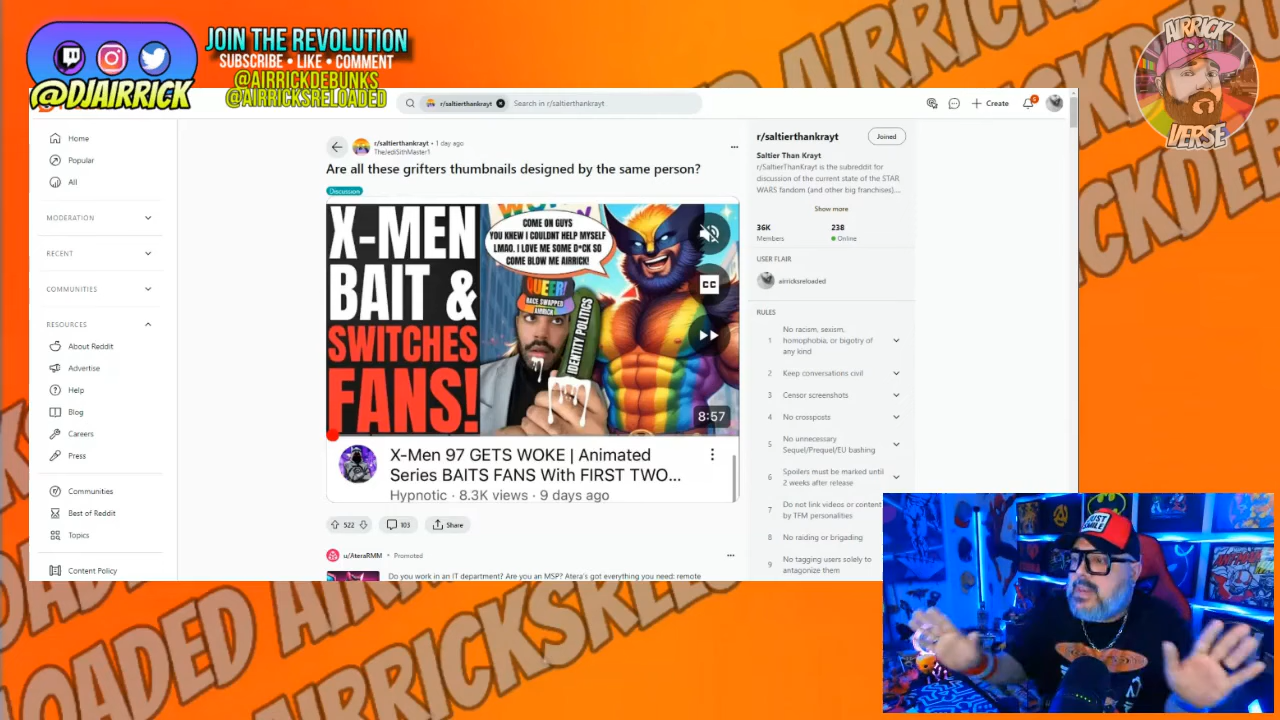 JOIN THE REVOLUTION
SUBSCRIBE • LIKE • COMMENT
@AIRRICKDEBUNKS
@AIRRICKSRELOADED
@DJAIRRICK
AIRRICK
VERSE
r/saltierthankrayt
Search in r/saltierthankrayt
Create
Home
Popular
All
MODERATION
RECENT
COMMUNITIES
RESOURCES
About Reddit
Advertise
Help
Blog
Careers
Press
Communities
Best of Reddit
Topics
Content Policy
r/saltierthankrayt • 1 day ago
TheJediSithMaster1
Are all these grifters thumbnails designed by the same person?
Discussion
X-MEN
BAIT &
SWITCHES
FANS!
COME ON GUYS
YOU KNEW I COULDNT HELP MYSELF
LMAO. I LOVE ME SOME D*CK SO
COME BLOW ME AIRRICK!
QUEER!
RACE SWAPPED
AIRRICK
IDENTITY POLITICS
CC
8:57
X-Men 97 GETS WOKE | Animated
Series BAITS FANS With FIRST TWO...
Hypnotic · 8.3K views · 9 days ago
522
103
Share
u/AteraRMM • Promoted
Do you work in an IT department? Are you an MSP? Atera's got everything you need: remote
r/saltierthankrayt
Joined
Saltier Than Krayt
r/SaltierThanKrayt is the subreddit for
discussion of the current state of the STAR
WARS fandom (and other big franchises)....
Show more
36K
238
Members
Online
USER FLAIR
airricksreloaded
RULES
1 No racism, sexism,
homophobia, or bigotry of
any kind
2 Keep conversations civil
3 Censor screenshots
4 No crossposts
5 No unnecessary
Sequel/Prequel/EU bashing
6 Spoilers must be marked until
2 weeks after release
7 Do not link videos or content
by TFM personalities
8 No raiding or brigading
9 No tagging users solely to
antagonize them
LOADED AIRRICKSRELOADED